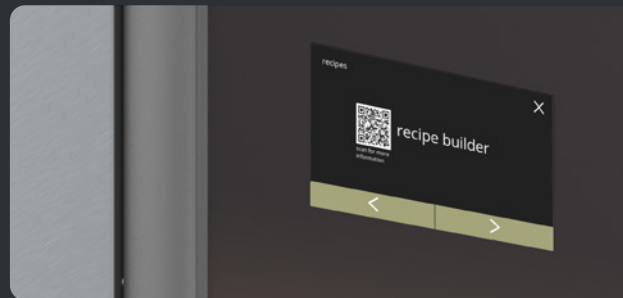 recipes
X
recipe builder
scan for more
information
< >